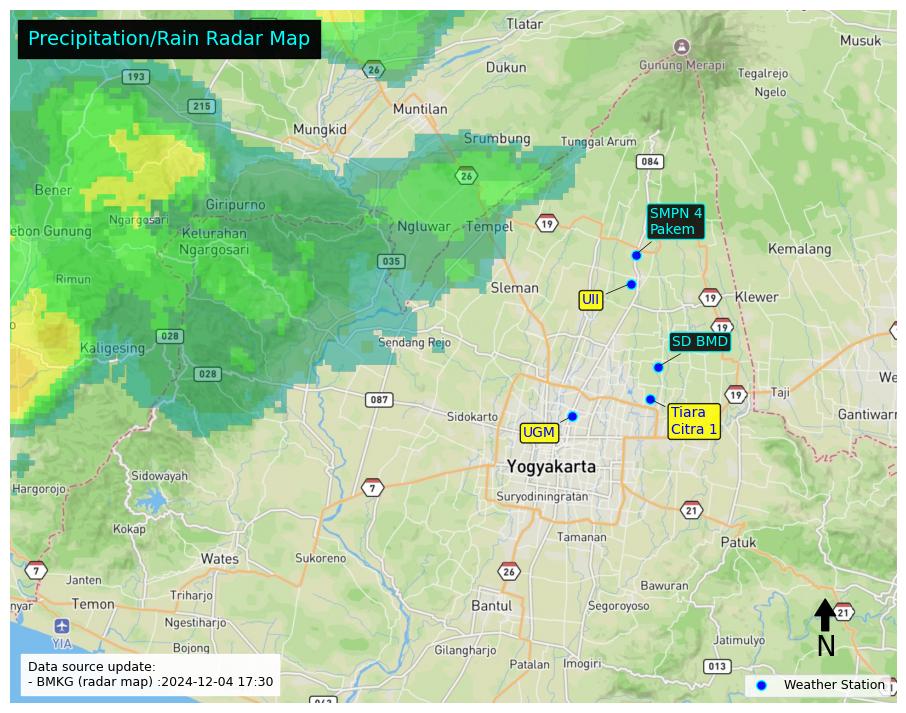 Precipitation/Rain Radar Map
Tlatar
Musuk
26
Dukun
Gunung Merapi
Tegalrejo
193
Ngelo
215
Muntilan
Mungkid
Srumbung
Tunggal Arum
084
26
Bener
Giripurno
SMPN 4
Pakem
Ngargosari
ebon Gunung
Kelurahan
Ngargosari
Ngluwar
Tempel
19
Kemalang
035
Rimun
Sleman
UII
19
Klewer
19
028
Kaligesing
Sendang Rejo
SD BMD
028
We
087
19
Taji
Sidokarto
Tiara
Citra 1
Gantiwarn
UGM
Yogyakarta
Sidowayah
Hargorojo
7
Suryodiningratan
21
Kokap
Tamanan
Patuk
Wates
Sukoreno
7
26
Janten
Bawuran
Triharjo
nyar
Temon
Bantul
Segoroyoso
21
Ngestiharjo
YIA
N
Bojong
Gilangharjo
Jatimulyo
Patalan
Imogiri
013
Data source update:
- BMKG (radar map) :2024-12-04 17:30
Weather Station